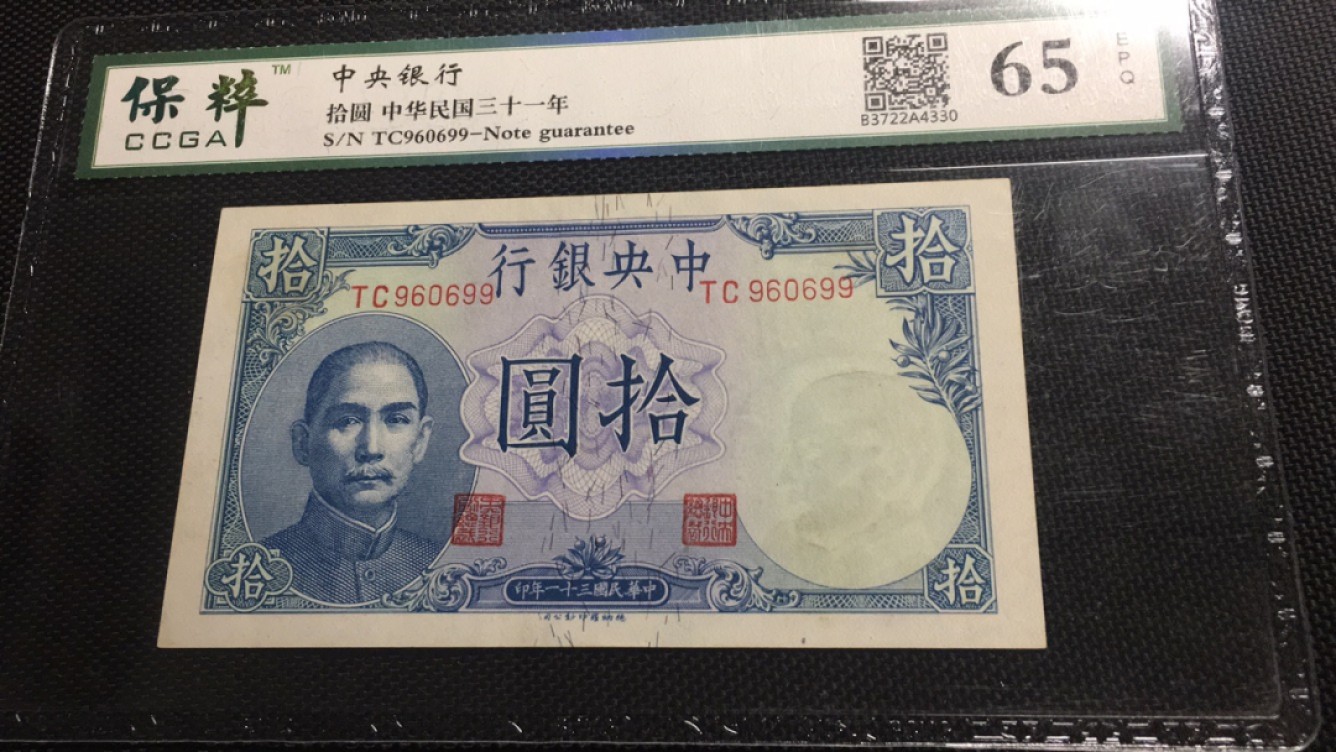 保粹™
CCGA
中央银行
拾圆 中华民国三十一年
S/N TC960699-Note guarantee
B3722A4330
65
EPQ
拾
行銀央中
拾
TC960699
TC960699
圓拾
拾
印年一十三國民華中
拾